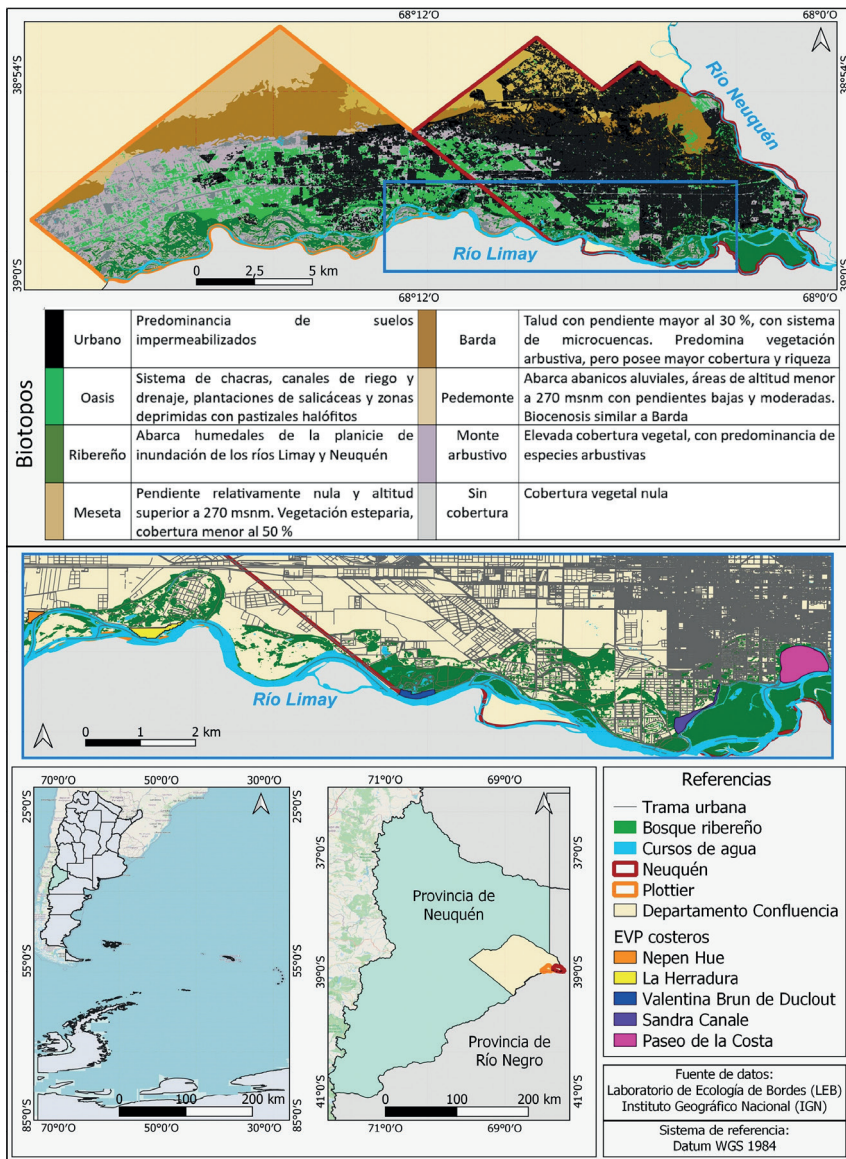 68°12'O
68°0'O
38°54'S
38°54'S
Río Neuquén
Río Limay
0 2,5 5 km
39°0'S
39°0'S
68°12'O
68°0'O
Biotopos
Urbano
Predominancia de suelos
impermeabilizados
Barda
Talud con pendiente mayor al 30 %, con sistema
de microcuencas. Predomina vegetación
arbustiva, pero posee mayor cobertura y riqueza
Oasis
Sistema de chacras, canales de riego y
drenaje, plantaciones de salicáceas y zonas
deprimidas con pastizales halófitos
Pedemonte
Abarca abanicos aluviales, áreas de altitud menor
a 270 msnm con pendientes bajas y moderadas.
Biocenosis similar a Barda
Ribereño
Abarca humedales de la planicie de
inundación de los ríos Limay y Neuquén
Monte
arbustivo
Elevada cobertura vegetal, con predominancia de
especies arbustivas
Meseta
Pendiente relativamente nula y altitud
superior a 270 msnm. Vegetación esteparia,
cobertura menor al 50 %
Sin
cobertura
Cobertura vegetal nula
Río Limay
0 1 2 km
70°0'O 50°0'O 30°0'O
25°0'S
25°0'S
55°0'S
55°0'S
85°0'S
85°0'S
0 100 200 km
70°0'O 50°0'O 30°0'O
71°0'O 69°0'O
37°0'S
37°0'S
Provincia de
Neuquén
39°0'S
39°0'S
Provincia de
Río Negro
41°0'S
41°0'S
0 100 200 km
71°0'O 69°0'O
Referencias
Trama urbana
Bosque ribereño
Cursos de agua
Neuquén
Plottier
Departamento Confluencia
EVP costeros
Nepen Hue
La Herradura
Valentina Brun de Duclout
Sandra Canale
Paseo de la Costa
Fuente de datos:
Laboratorio de Ecología de Bordes (LEB)
Instituto Geográfico Nacional (IGN)
Sistema de referencia:
Datum WGS 1984